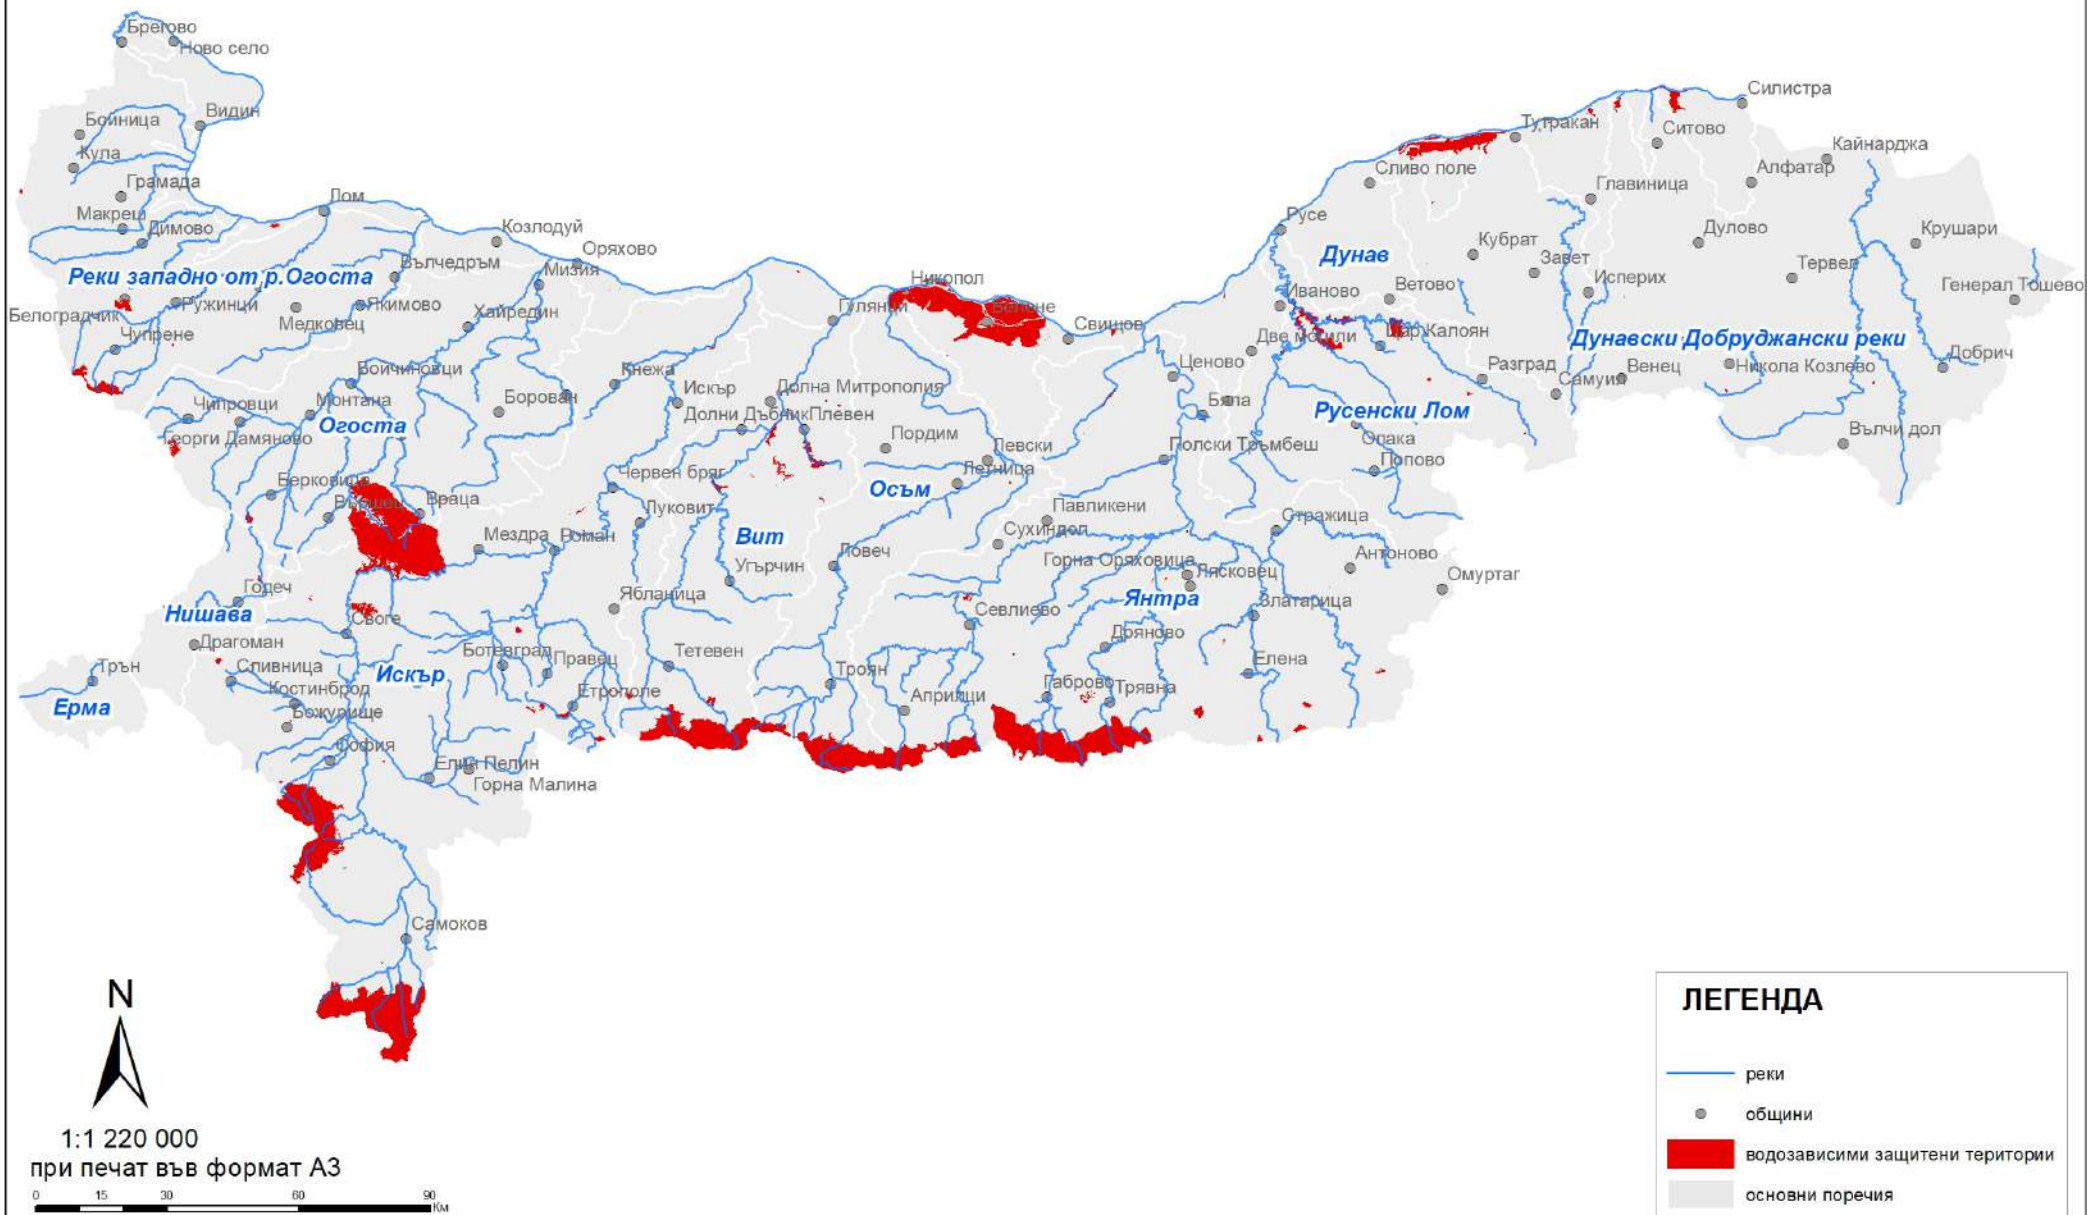 Брегово
Ново село
Видин
Бойница
Кула
Грамада
Макреш
Димово
Лом
Козлодуй
Оряхово
Мизия
Вълчедръм
Реки западно от р.Огоста
Ружинци
Якимово
Медковец
Хайредин
Белоградчик
Чупрене
Никопол
Гулянци
Белене
Свищов
Силистра
Тутракан
Ситово
Кайнарджа
Сливо поле
Алфатар
Главиница
Русе
Дунав
Кубрат
Завет
Дулово
Крушари
Исперих
Тервел
Генерал Тошево
Иваново
Ветово
Две могили
Цар Калоян
Дунавски Добруджански реки
Ценово
Разград
Самуил
Венец
Никола Козлево
Добрич
Бяла
Русенски Лом
Опака
Попово
Вълчи дол
Полски Тръмбеш
Бойчиновци
Монтана
Чипровци
Огоста
Георги Дамяново
Борован
Кнежа
Искър
Долна Митрополия
Долни Дъбник
Плевен
Пордим
Левски
Летница
Осъм
Червен бряг
Берковица
Вършец
Враца
Луковит
Мездра
Роман
Вит
Угърчин
Ловеч
Павликени
Сухиндол
Стражица
Горна Оряховица
Лясковец
Антоново
Омуртаг
Годеч
Нишава
Своге
Ябланица
Севлиево
Янтра
Златарица
Драгоман
Сливница
Ботевград
Правец
Тетевен
Дряново
Елена
Трън
Ерма
Костинброд
Искър
Божурище
Етрополе
Троян
Априлци
Габрово
Трявна
София
Елин Пелин
Горна Малина
Самоков
N
1:1 220 000
при печат във формат А3
0 15 30 60 90
Км
ЛЕГЕНДА
реки
общини
водозависими защитени територии
основни поречия